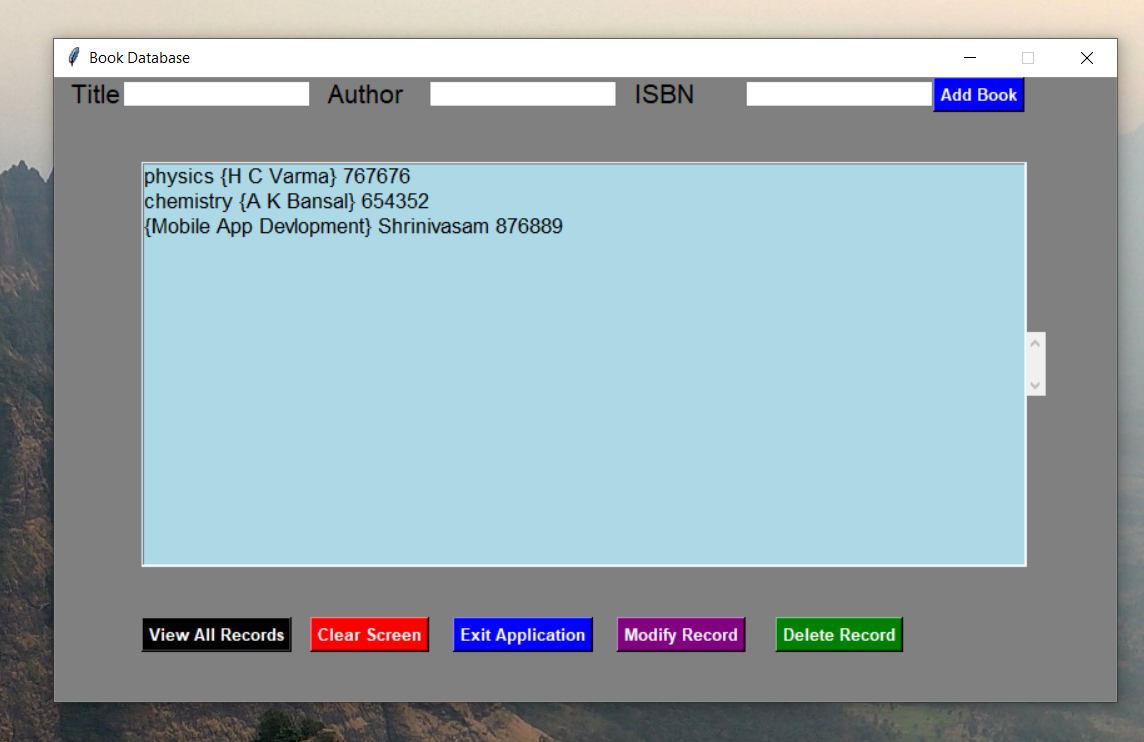 Book Database
Title Author ISBN Add Book
physics {H C Varma} 767676
chemistry {A K Bansal} 654352
{Mobile App Devlopment} Shrinivasam 876889
View All Records Clear Screen Exit Application Modify Record Delete Record